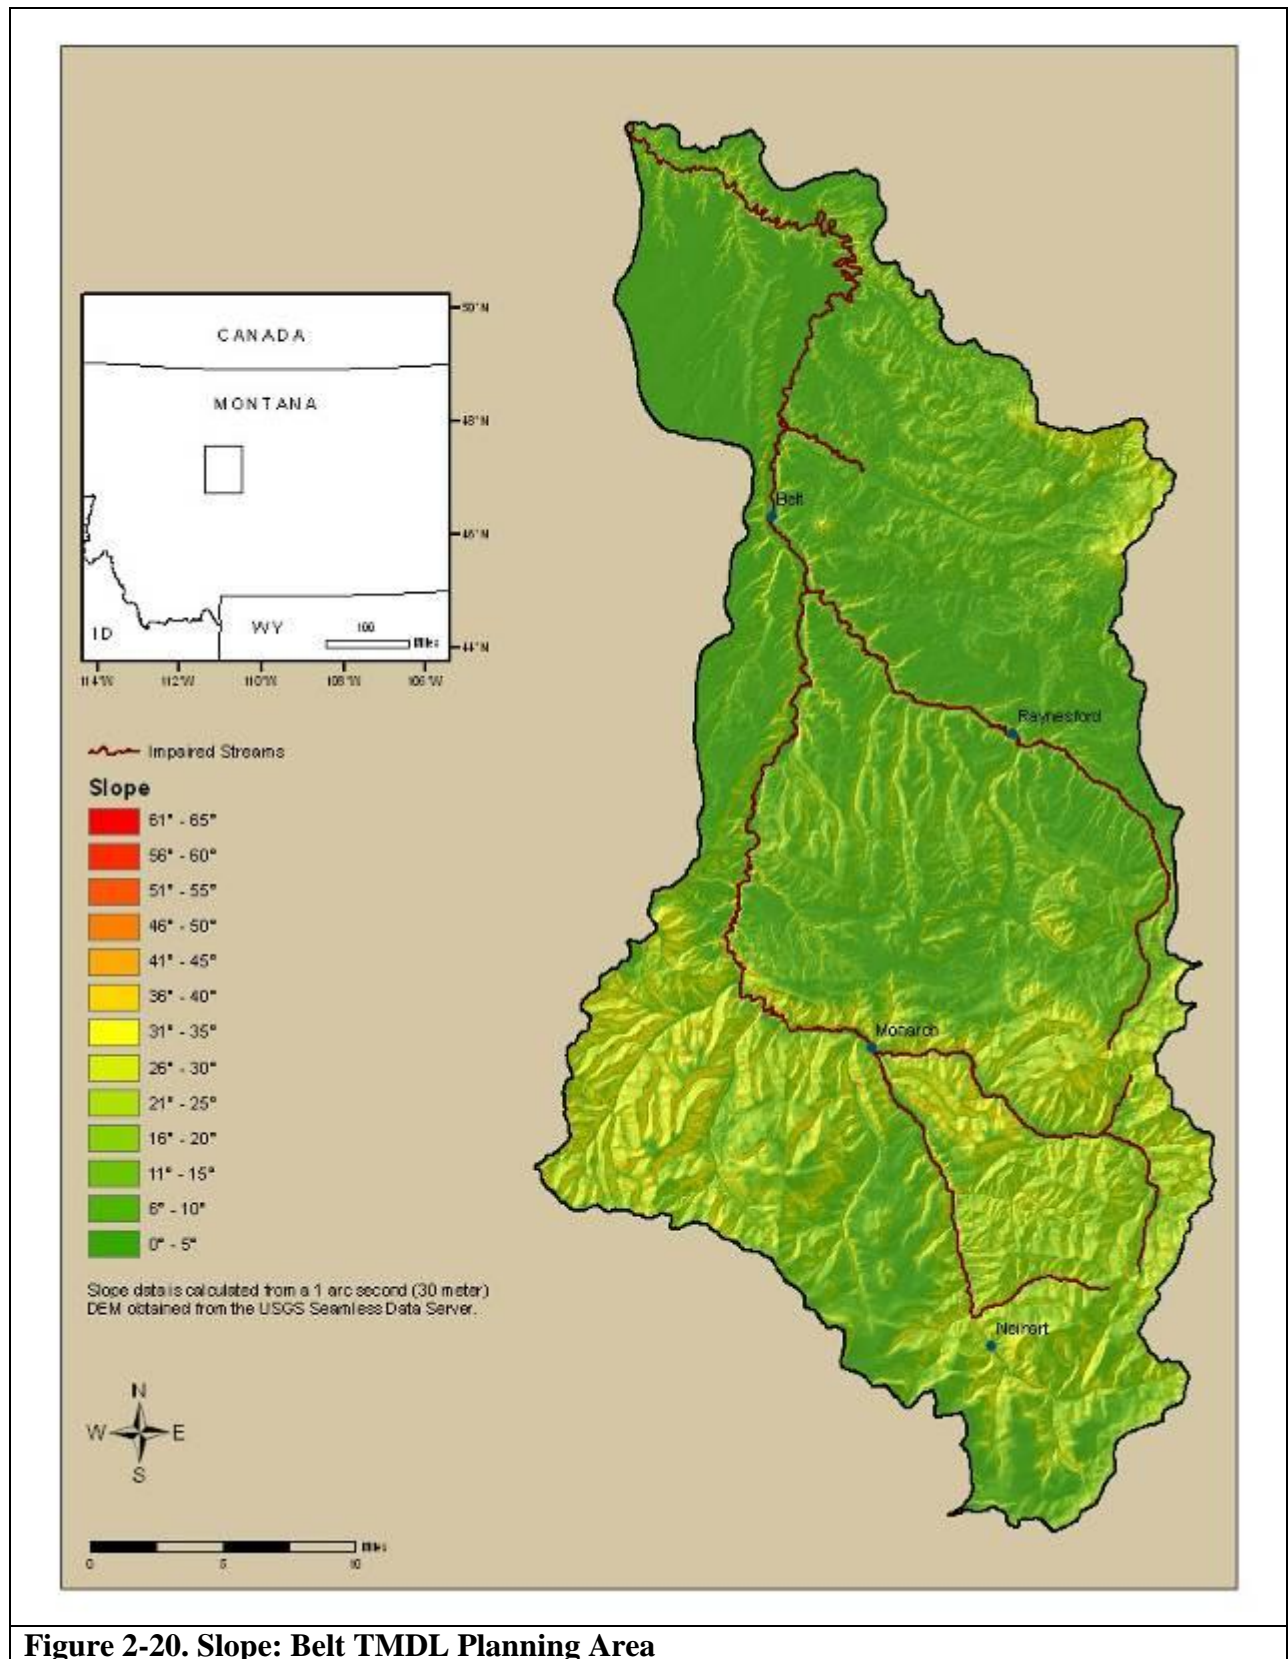 CANADA
MONTANA
ID
WY
100
Miles
50°N
48°N
46°N
44°N
114°W
112°W
110°W
108°W
106°W
Impaired Streams
Slope
61° - 65°
56° - 60°
51° - 55°
46° - 50°
41° - 45°
36° - 40°
31° - 35°
26° - 30°
21° - 25°
16° - 20°
11° - 15°
6° - 10°
0° - 5°
Slope data is calculated from a 1 arc second (30 meter)
DEM obtained from the USGS Seamless Data Server.
N
W E
S
Miles
0 5 10
Belt
Raynesford
Monarch
Neihart
Figure 2-20. Slope: Belt TMDL Planning Area